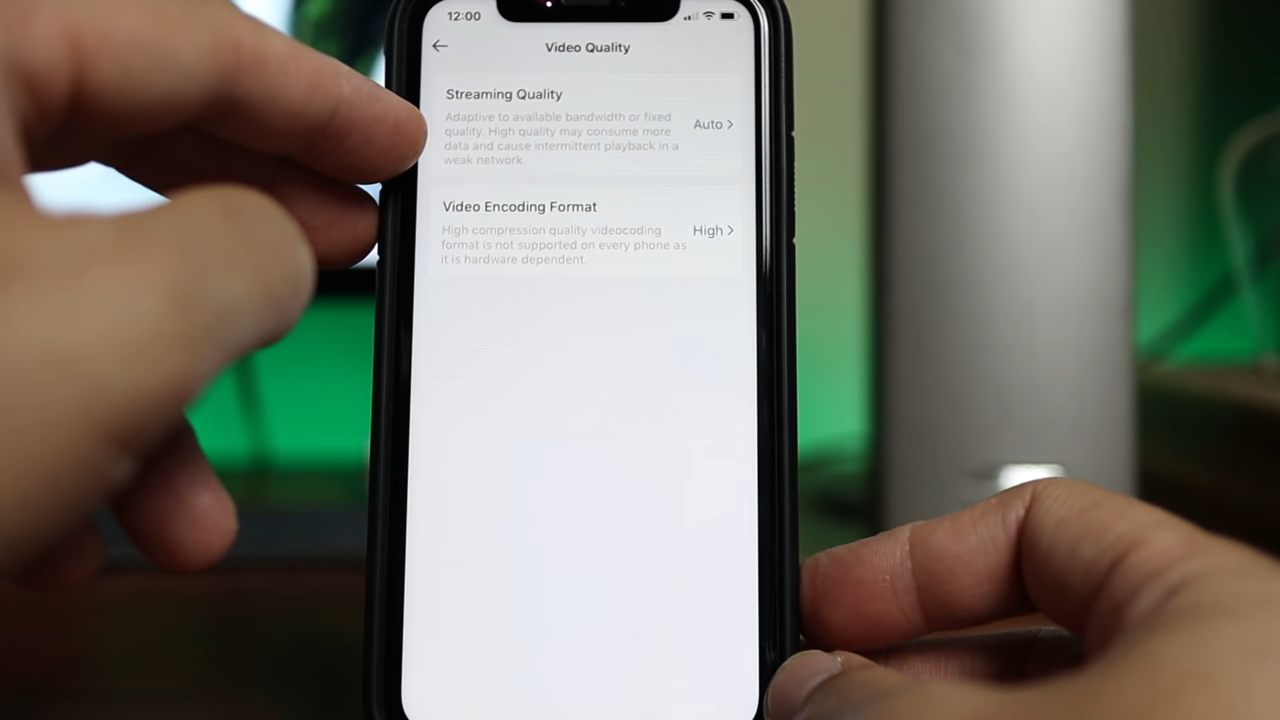 12:00
Video Quality
Streaming Quality
Adaptive to available bandwidth or fixed
quality. High quality may consume more
data and cause intermittent playback in a
weak network.
Auto >
Video Encoding Format
High compression quality videocoding
format is not supported on every phone as
it is hardware dependent.
High >